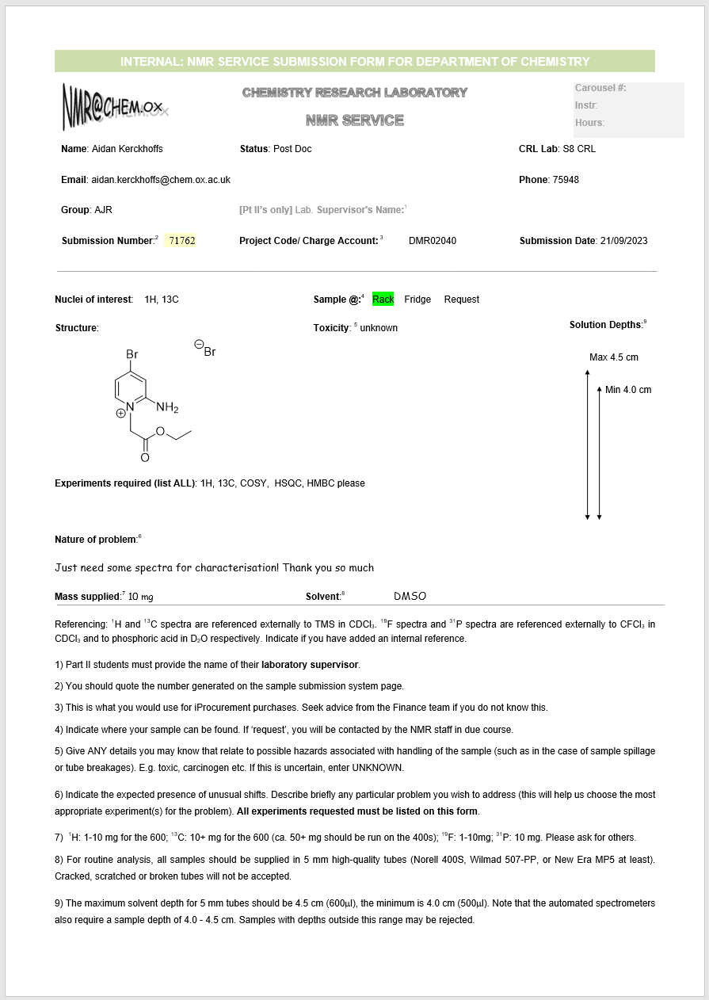 INTERNAL: NMR SERVICE SUBMISSION FORM FOR DEPARTMENT OF CHEMISTRY
NMR@CHEM.OX
CHEMISTRY RESEARCH LABORATORY
NMR SERVICE
Carousel #:
Instr:
Hours:
Name: Aidan Kerckhoffs Status: Post Doc CRL Lab: S8 CRL
Email: aidan.kerckhoffs@chem.ox.ac.uk Phone: 75948
Group: AJR [Pt II's only] Lab. Supervisor's Name:1
Submission Number:2 71762 Project Code/ Charge Account: 3 DMR02040 Submission Date: 21/09/2023
Nuclei of interest: 1H, 13C Sample @:4 Rack Fridge Request
Structure: Toxicity: 5 unknown Solution Depths:9
Br
⊖Br
N
⊕
NH2
O
O
Max 4.5 cm
Min 4.0 cm
Experiments required (list ALL): 1H, 13C, COSY, HSQC, HMBC please
Nature of problem:6
Just need some spectra for characterisation! Thank you so much
Mass supplied:7 10 mg Solvent:8 DMSO
Referencing: 1H and 13C spectra are referenced externally to TMS in CDCl3. 19F spectra and 31P spectra are referenced externally to CFCl3 in
CDCl3 and to phosphoric acid in D2O respectively. Indicate if you have added an internal reference.
1) Part II students must provide the name of their laboratory supervisor.
2) You should quote the number generated on the sample submission system page.
3) This is what you would use for iProcurement purchases. Seek advice from the Finance team if you do not know this.
4) Indicate where your sample can be found. If ‘request’, you will be contacted by the NMR staff in due course.
5) Give ANY details you may know that relate to possible hazards associated with handling of the sample (such as in the case of sample spillage
or tube breakages). E.g. toxic, carcinogen etc. If this is uncertain, enter UNKNOWN.
6) Indicate the expected presence of unusual shifts. Describe briefly any particular problem you wish to address (this will help us choose the most
appropriate experiment(s) for the problem). All experiments requested must be listed on this form.
7) 1H: 1-10 mg for the 600; 13C: 10+ mg for the 600 (ca. 50+ mg should be run on the 400s); 19F: 1-10mg; 31P: 10 mg. Please ask for others.
8) For routine analysis, all samples should be supplied in 5 mm high-quality tubes (Norell 400S, Wilmad 507-PP, or New Era MP5 at least).
Cracked, scratched or broken tubes will not be accepted.
9) The maximum solvent depth for 5 mm tubes should be 4.5 cm (600µl), the minimum is 4.0 cm (500µl). Note that the automated spectrometers
also require a sample depth of 4.0 - 4.5 cm. Samples with depths outside this range may be rejected.